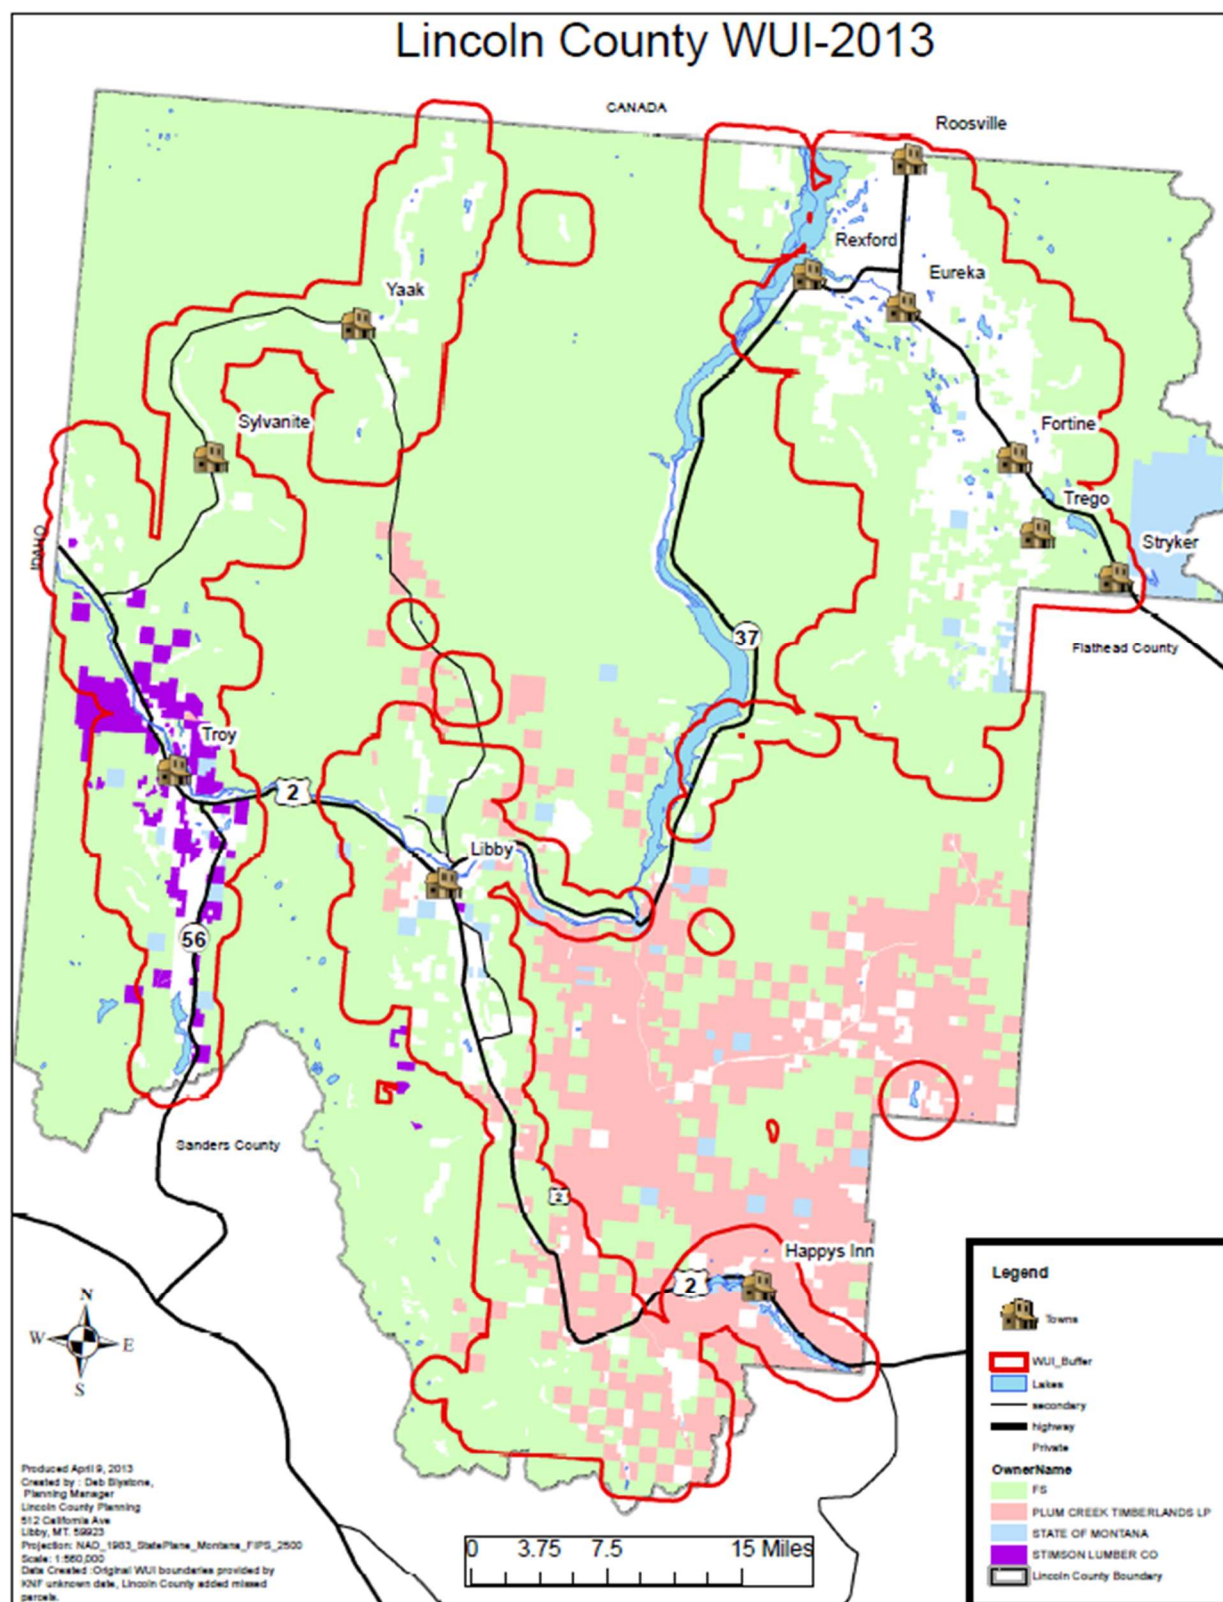 Lincoln County WUI-2013
CANADA
Roosville
Rexford
Eureka
Yaak
Sylvanite
Fortine
Trego
Stryker
IDAHO
37
Flathead County
Troy
2
Libby
56
Sanders County
2
Happys Inn
2
N
W E
S
Legend
Towns
WUI_Buffer
Lakes
secondary
highway
Private
OwnerName
FS
PLUM CREEK TIMBERLANDS LP
STATE OF MONTANA
STIMSON LUMBER CO
Lincoln County Boundary
Produced April 9, 2013
Created by : Deb Blystone,
Planning Manager
Lincoln County Planning
512 California Ave
Libby, MT. 59923
Projection: NAD_1983_StatePlane_Montana_FIPS_2500
Scale: 1:560,000
Data Created :Original WUI boundaries provided by
KNF unknown date, Lincoln County added missed
parcels.
0 3.75 7.5 15 Miles